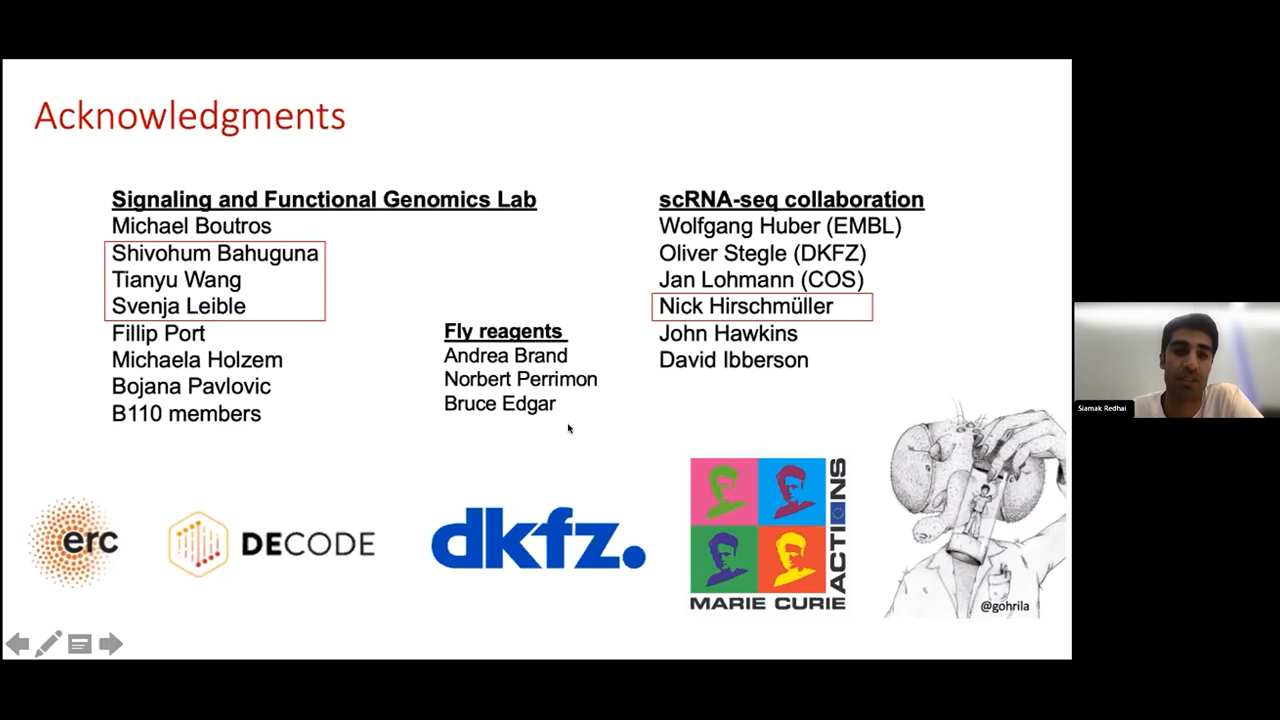 Acknowledgments
Signaling and Functional Genomics Lab
Michael Boutros
Shivohum Bahuguna
Tianyu Wang
Svenja Leible
Fillip Port
Michaela Holzem
Bojana Pavlovic
B110 members
Fly reagents
Andrea Brand
Norbert Perrimon
Bruce Edgar
scRNA-seq collaboration
Wolfgang Huber (EMBL)
Oliver Stegle (DKFZ)
Jan Lohmann (COS)
Nick Hirschmüller
John Hawkins
David Ibberson
erc
DECODE
dkfz.
MARIE CURIE
ACTIONS
@gohrila
Siamak Redhai